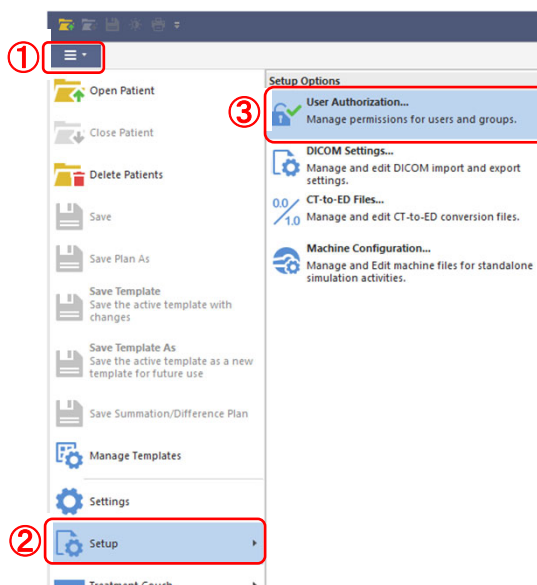 ①
Open Patient
Close Patient
Delete Patients
Save
Save Plan As
Save Template
Save the active template with
changes
Save Template As
Save the active template as a new
template for future use
Save Summation/Difference Plan
Manage Templates
Settings
②
Setup
Treatment Couch
Setup Options
③
User Authorization...
Manage permissions for users and groups.
DICOM Settings...
Manage and edit DICOM import and export
settings.
0.0/1.0
CT-to-ED Files...
Manage and edit CT-to-ED conversion files.
Machine Configuration...
Manage and Edit machine files for standalone
simulation activities.